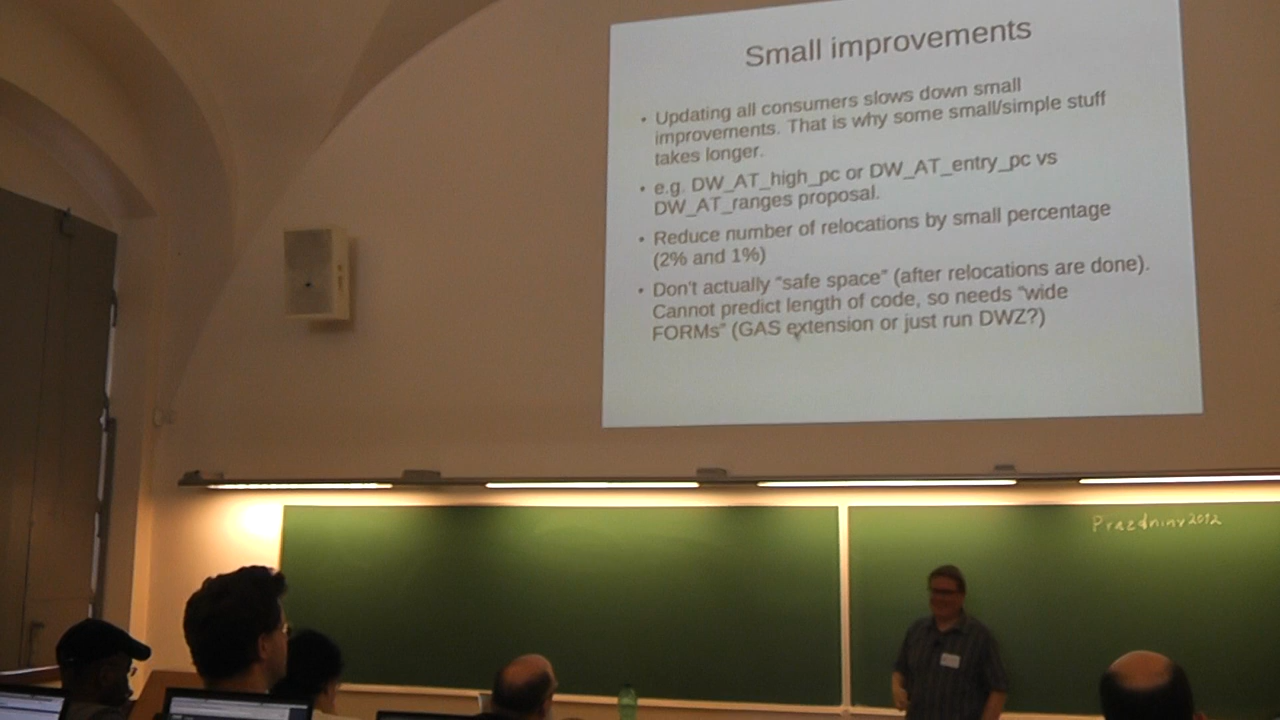 Small improvements
• Updating all consumers slows down small
improvements. That is why some small/simple stuff
takes longer.
• e.g. DW_AT_high_pc or DW_AT_entry_pc vs
DW_AT_ranges proposal.
• Reduce number of relocations by small percentage
(2% and 1%)
• Don't actually "safe space" (after relocations are done).
Cannot predict length of code, so needs "wide
FORMs" (GAS extension or just run DWZ?)
Prazdniny 2012